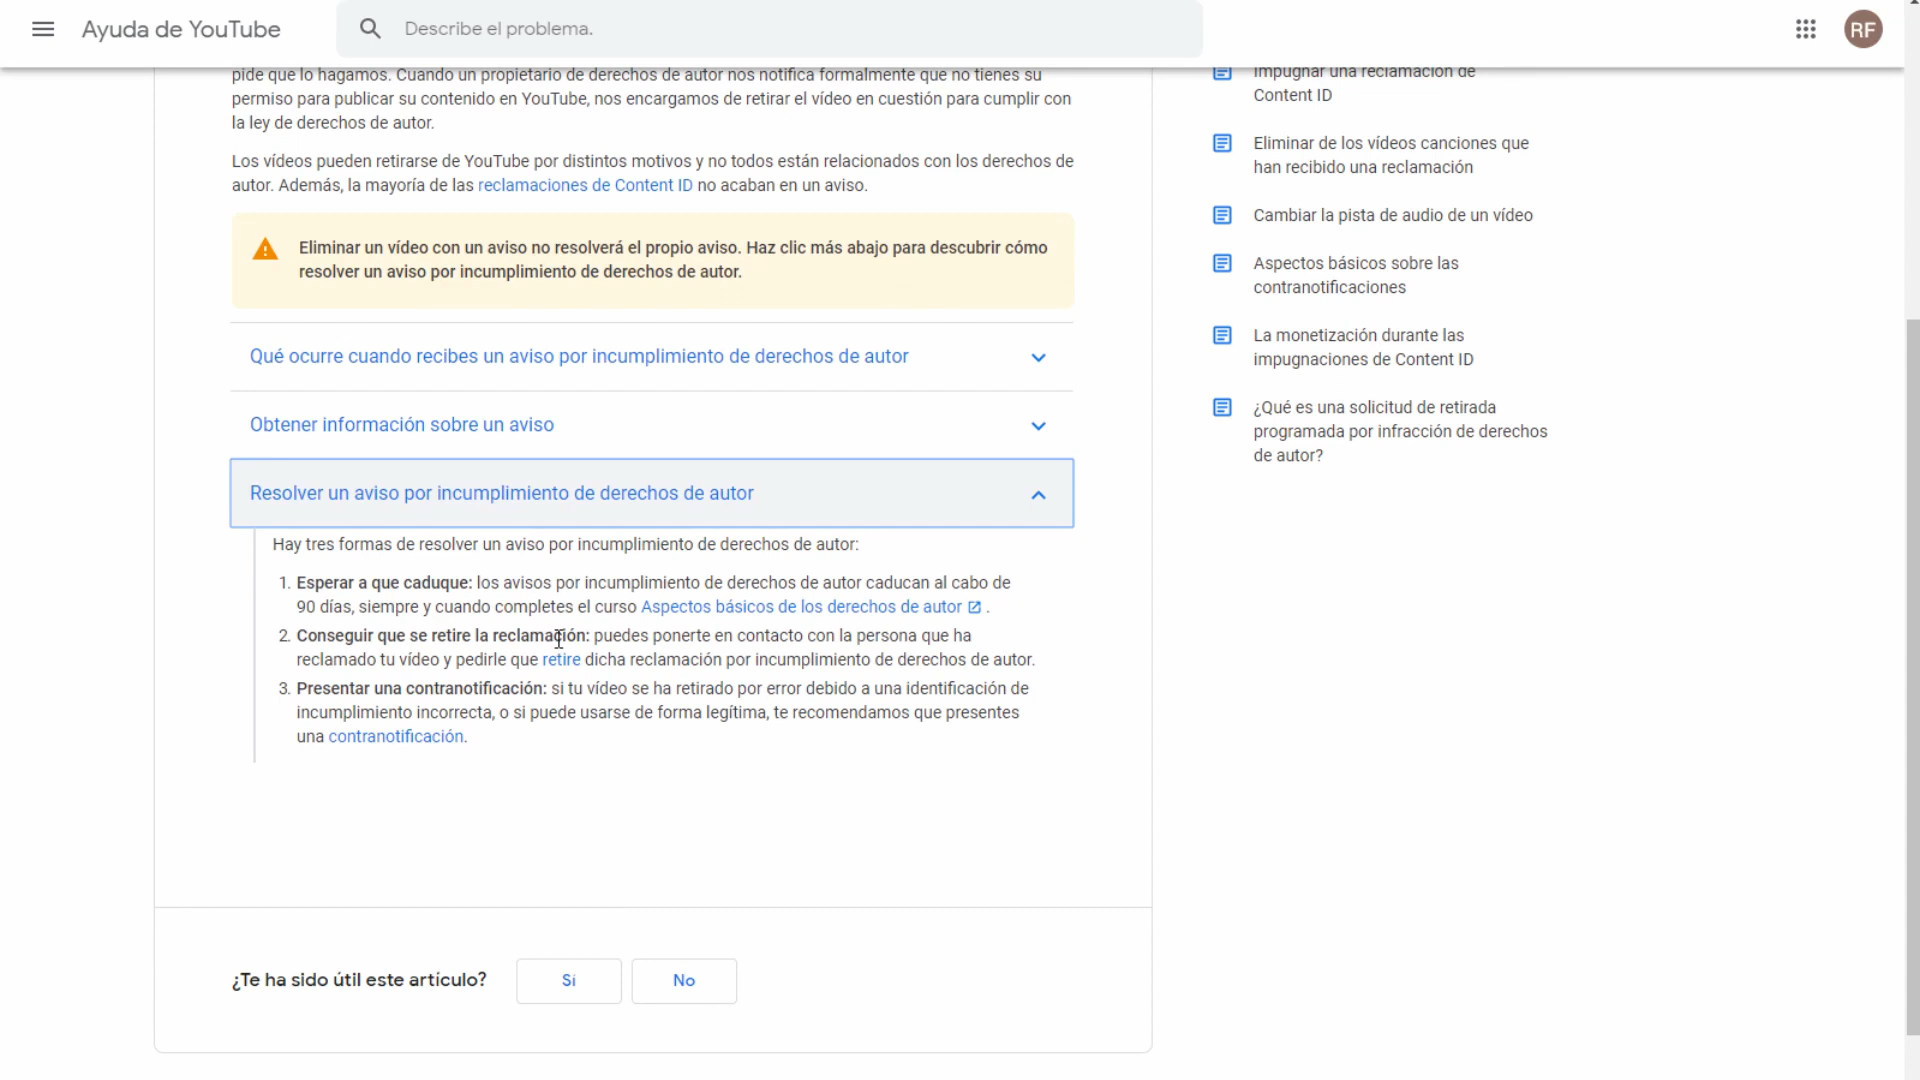 Ayuda de YouTube
Describe el problema.
RF
pide que lo hagamos. Cuando un propietario de derechos de autor nos notifica formalmente que no tienes su
permiso para publicar su contenido en YouTube, nos encargamos de retirar el vídeo en cuestión para cumplir con
la ley de derechos de autor.
Los vídeos pueden retirarse de YouTube por distintos motivos y no todos están relacionados con los derechos de
autor. Además, la mayoría de las reclamaciones de Content ID no acaban en un aviso.
Eliminar un vídeo con un aviso no resolverá el propio aviso. Haz clic más abajo para descubrir cómo
resolver un aviso por incumplimiento de derechos de autor.
Qué ocurre cuando recibes un aviso por incumplimiento de derechos de autor
Obtener información sobre un aviso
Resolver un aviso por incumplimiento de derechos de autor
Hay tres formas de resolver un aviso por incumplimiento de derechos de autor:
1. Esperar a que caduque: los avisos por incumplimiento de derechos de autor caducan al cabo de
90 días, siempre y cuando completes el curso Aspectos básicos de los derechos de autor .
2. Conseguir que se retire la reclamación: puedes ponerte en contacto con la persona que ha
reclamado tu vídeo y pedirle que retire dicha reclamación por incumplimiento de derechos de autor.
3. Presentar una contranotificación: si tu vídeo se ha retirado por error debido a una identificación de
incumplimiento incorrecta, o si puede usarse de forma legítima, te recomendamos que presentes
una contranotificación.
¿Te ha sido útil este artículo?
Sí
No
Impugnar una reclamación de
Content ID
Eliminar de los vídeos canciones que
han recibido una reclamación
Cambiar la pista de audio de un vídeo
Aspectos básicos sobre las
contranotificaciones
La monetización durante las
impugnaciones de Content ID
¿Qué es una solicitud de retirada
programada por infracción de derechos
de autor?